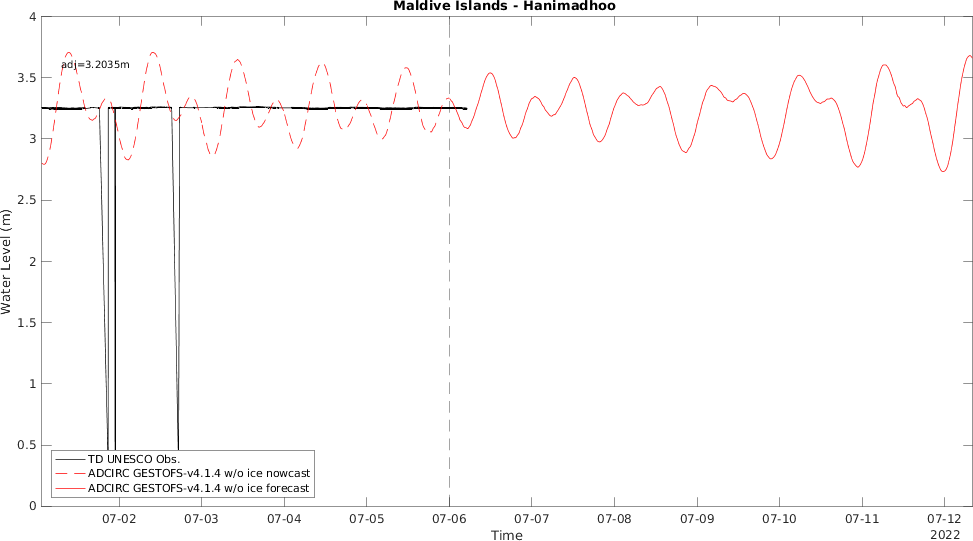 Maldive Islands - Hanimadhoo
adj=3.2035m
Water Level (m)
4
3.5
3
2.5
2
1.5
1
0.5
0
TD UNESCO Obs.
ADCIRC GESTOFS-v4.1.4 w/o ice nowcast
ADCIRC GESTOFS-v4.1.4 w/o ice forecast
07-02 07-03 07-04 07-05 07-06 07-07 07-08 07-09 07-10 07-11 07-12
2022
Time